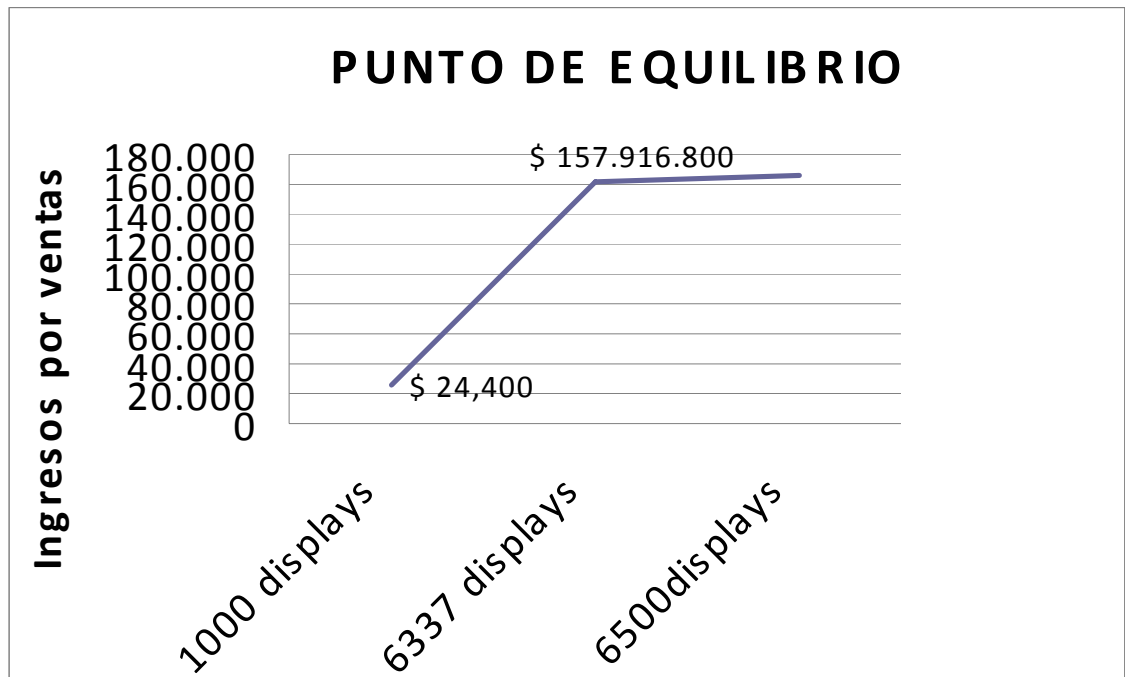 PUNTO DE EQUILIBRIO
Ingresos por ventas
180.000
160.000
140.000
120.000
100.000
80.000
60.000
40.000
20.000
0
$ 157.916.800
$ 24,400
1000 displays
6337 displays
6500displays